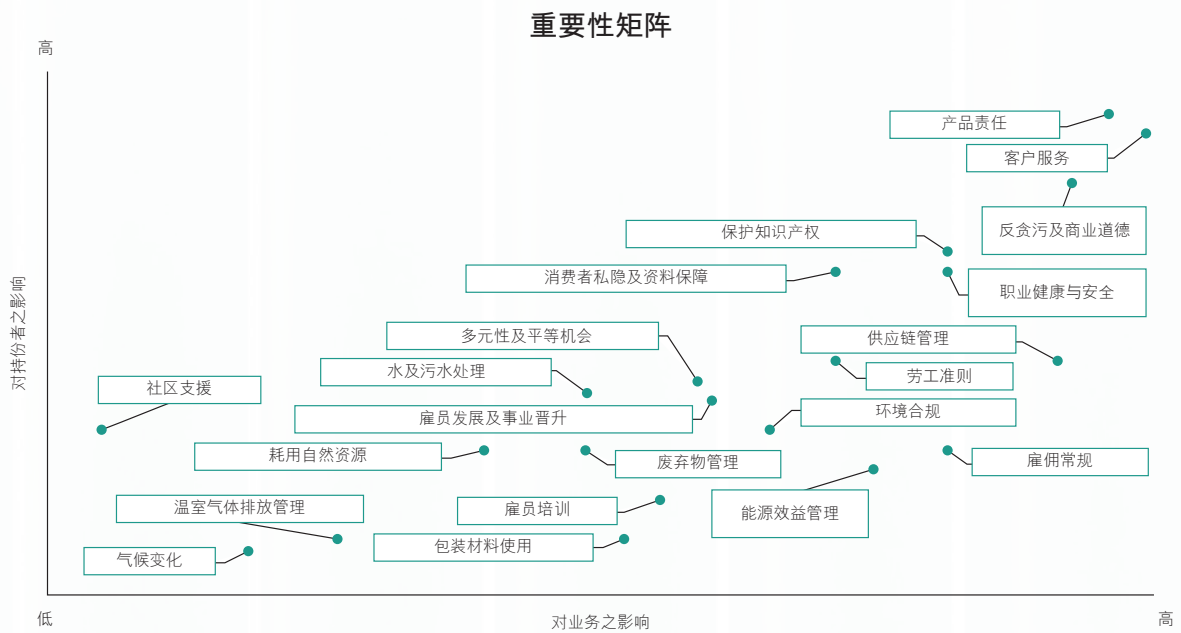 重要性矩阵
高
产品责任
客户服务
反贪污及商业道德
保护知识产权
消费者私隐及资料保障
职业健康与安全
对持份者之影响
多元性及平等机会
供应链管理
水及污水处理
劳工准则
社区支援
雇员发展及事业晋升
环境合规
耗用自然资源
废弃物管理
雇佣常规
温室气体排放管理
雇员培训
能源效益管理
包装材料使用
气候变化
低
对业务之影响
高